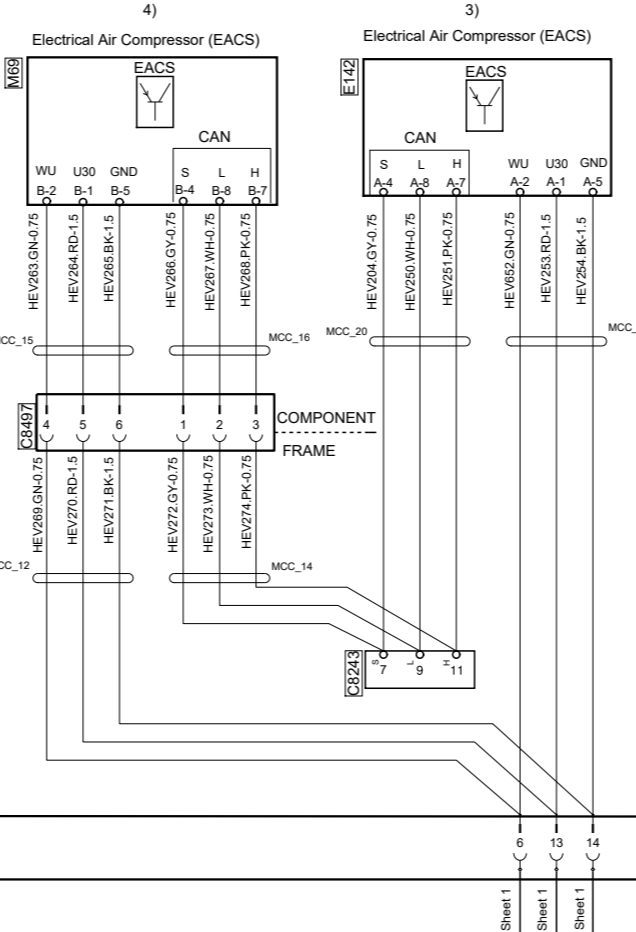 4)
3)
Electrical Air Compressor (EACS)
Electrical Air Compressor (EACS)
M69
EACS
E142
EACS
CAN
CAN
WU U30 GND S L H
B-2 B-1 B-5 B-4 B-8 B-7
S L H WU U30 GND
A-4 A-8 A-7 A-2 A-1 A-5
HEV263.GN-0.75
HEV264.RD-1.5
HEV265.BK-1.5
HEV266.GY-0.75
HEV267.WH-0.75
HEV268.PK-0.75
HEV204.GY-0.75
HEV250.WH-0.75
HEV251.PK-0.75
HEV652.GN-0.75
HEV253.RD-1.5
HEV254.BK-1.5
MCC_15
MCC_16
MCC_20
MCC_
C8497
4 5 6 1 2 3
COMPONENT
FRAME
HEV269.GN-0.75
HEV270.RD-1.5
HEV271.BK-1.5
HEV272.GY-0.75
HEV273.WH-0.75
HEV274.PK-0.75
CC_12
MCC_14
C8243
S L H
7 9 11
6 13 14
Sheet 1
Sheet 1
Sheet 1